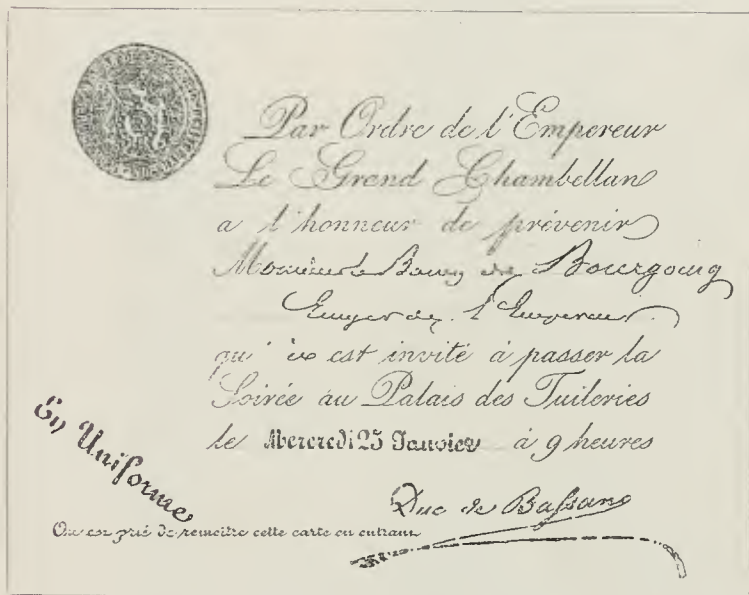 Par Ordre de l'Empereur
Le Grand Chambellan
a l'honneur de prévenir
Monsieur le Baron de Bourgoing
Ecuyer de l'Empereur
qu'il est invité à passer la
Soirée au Palais des Tuileries
le Mercredi 25 Janvier à 9 heures
En Uniforme
Duc de Bassano
On est prié de remettre cette carte en entrant